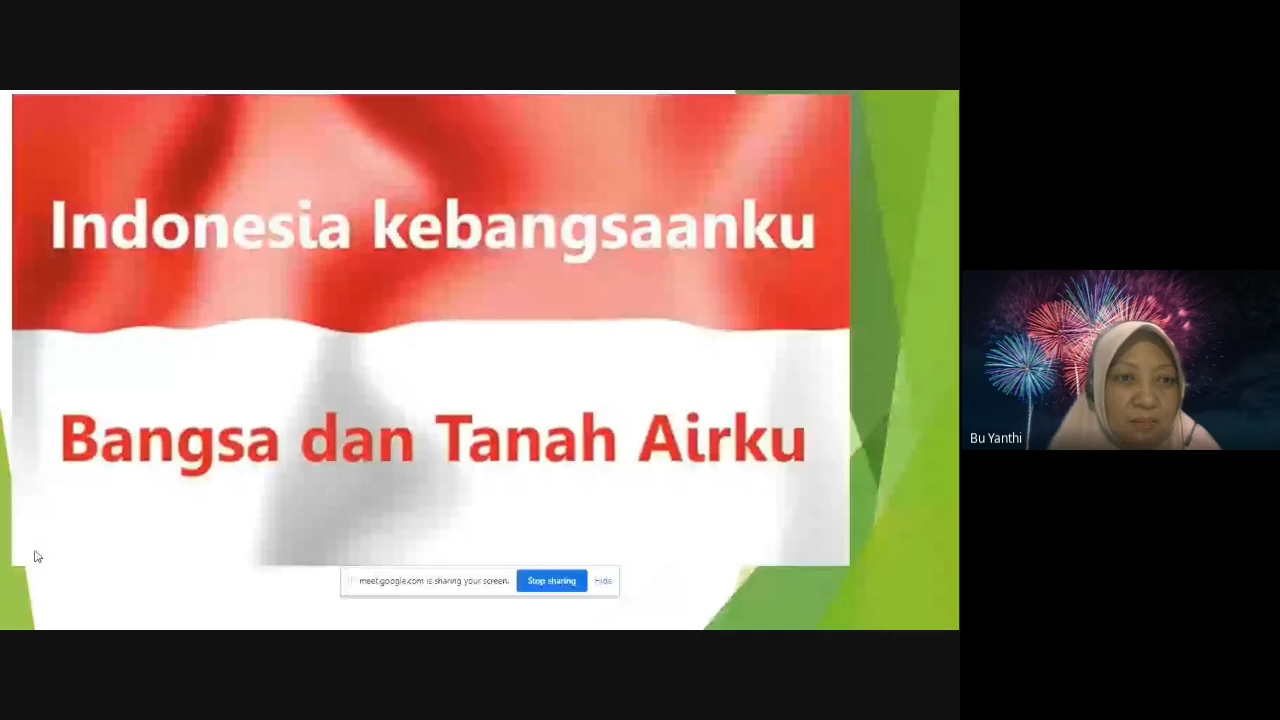 Indonesia kebangsaanku
Bangsa dan Tanah Airku
meet.google.com is sharing your screen.
Stop sharing
Hide
Bu Yanthi